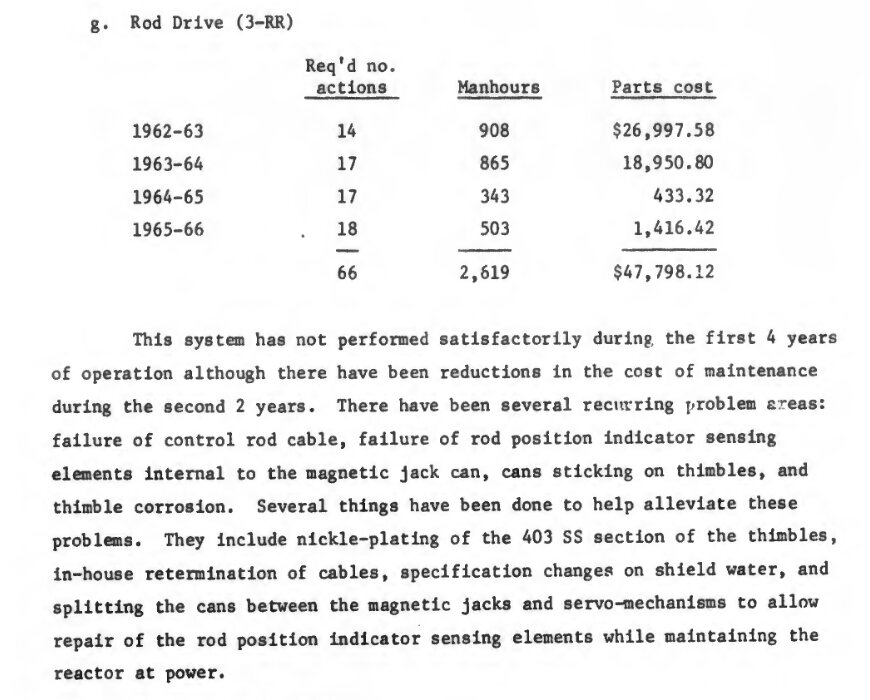 g. Rod Drive (3-RR)
Req'd no.
actions Manhours Parts cost
1962-63 14 908 $26,997.58
1963-64 17 865 18,950.80
1964-65 17 343 433.32
1965-66 18 503 1,416.42
66 2,619 $47,798.12
This system has not performed satisfactorily during the first 4 years
of operation although there have been reductions in the cost of maintenance
during the second 2 years. There have been several recurring problem areas:
failure of control rod cable, failure of rod position indicator sensing
elements internal to the magnetic jack can, cans sticking on thimbles, and
thimble corrosion. Several things have been done to help alleviate these
problems. They include nickle-plating of the 403 SS section of the thimbles,
in-house retermination of cables, specification changes on shield water, and
splitting the cans between the magnetic jacks and servo-mechanisms to allow
repair of the rod position indicator sensing elements while maintaining the
reactor at power.